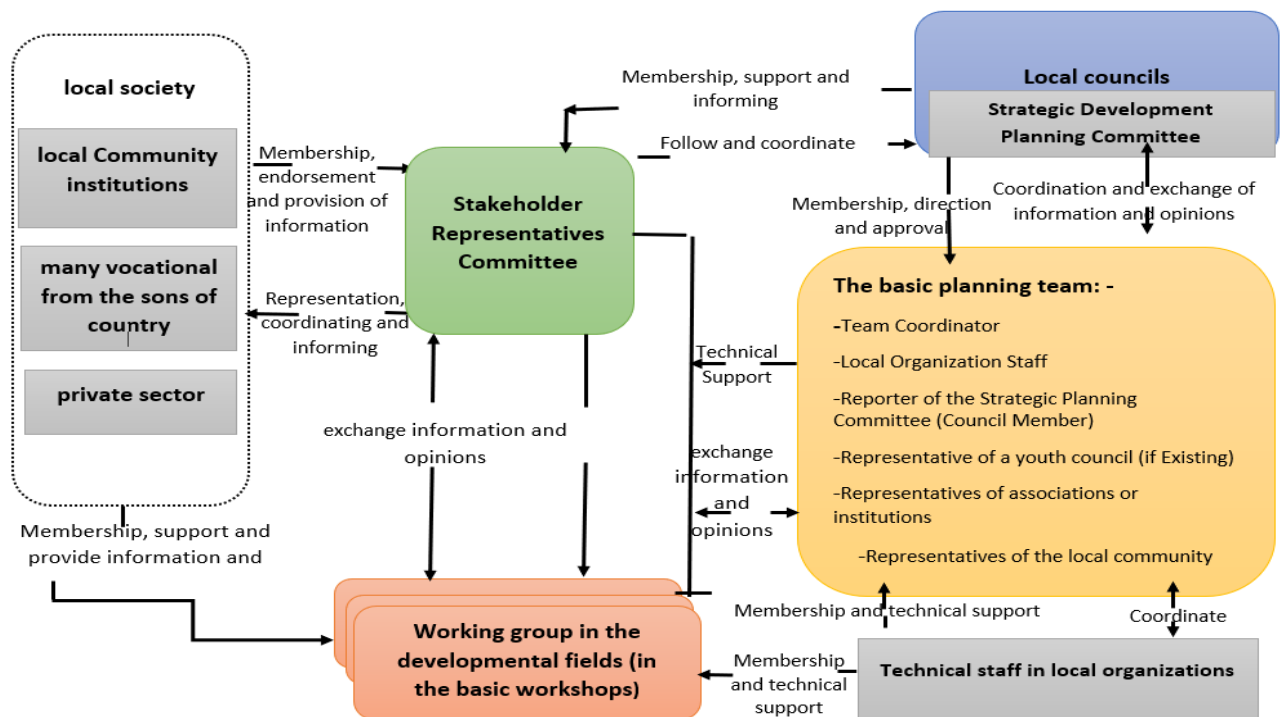 local society
local Community
institutions
many vocational
from the sons of
country
private sector
Membership,
endorsement
and provision of
information
Representation,
coordinating and
informing
Membership, support and
provide information and
Stakeholder
Representatives
Committee
Membership, support and
informing
Follow and coordinate
Local councils
Strategic Development
Planning Committee
Membership, direction
and approval
Coordination and exchange of
information and opinions
The basic planning team: -
-Team Coordinator
-Local Organization Staff
-Reporter of the Strategic Planning
Committee (Council Member)
-Representative of a youth council (if Existing)
-Representatives of associations or
institutions
-Representatives of the local community
Technical
Support
exchange information and
opinions
exchange
information
and
opinions
Membership and technical support
Coordinate
Working group in the
developmental fields (in
the basic workshops)
Membership
and technical
support
Technical staff in local organizations